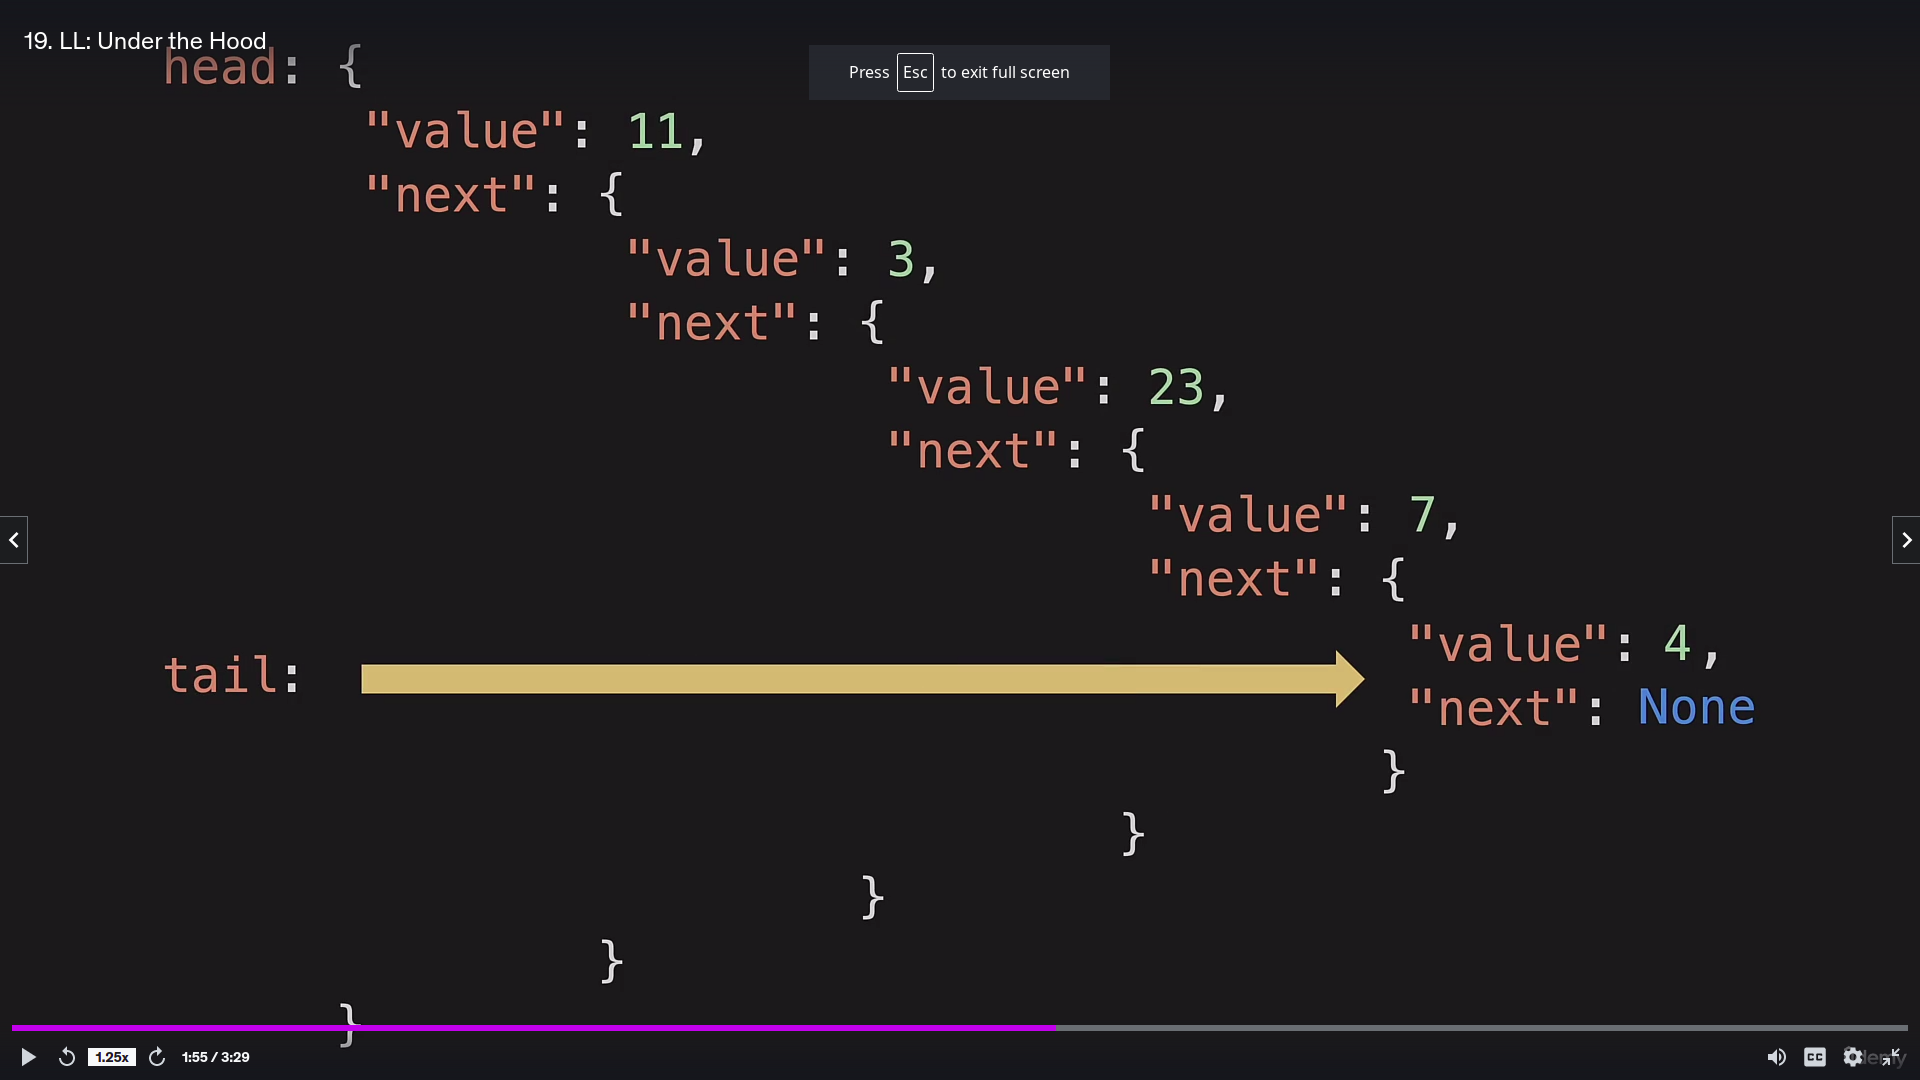 19. LL: Under the Hood
Press Esc to exit full screen
head: {
"value": 11,
"next": {
"value": 3,
"next": {
"value": 23,
"next": {
"value": 7,
"next": {
"value": 4,
"next": None
tail:
}
}
}
}
}
1.25x 1:55 / 3:29 CC